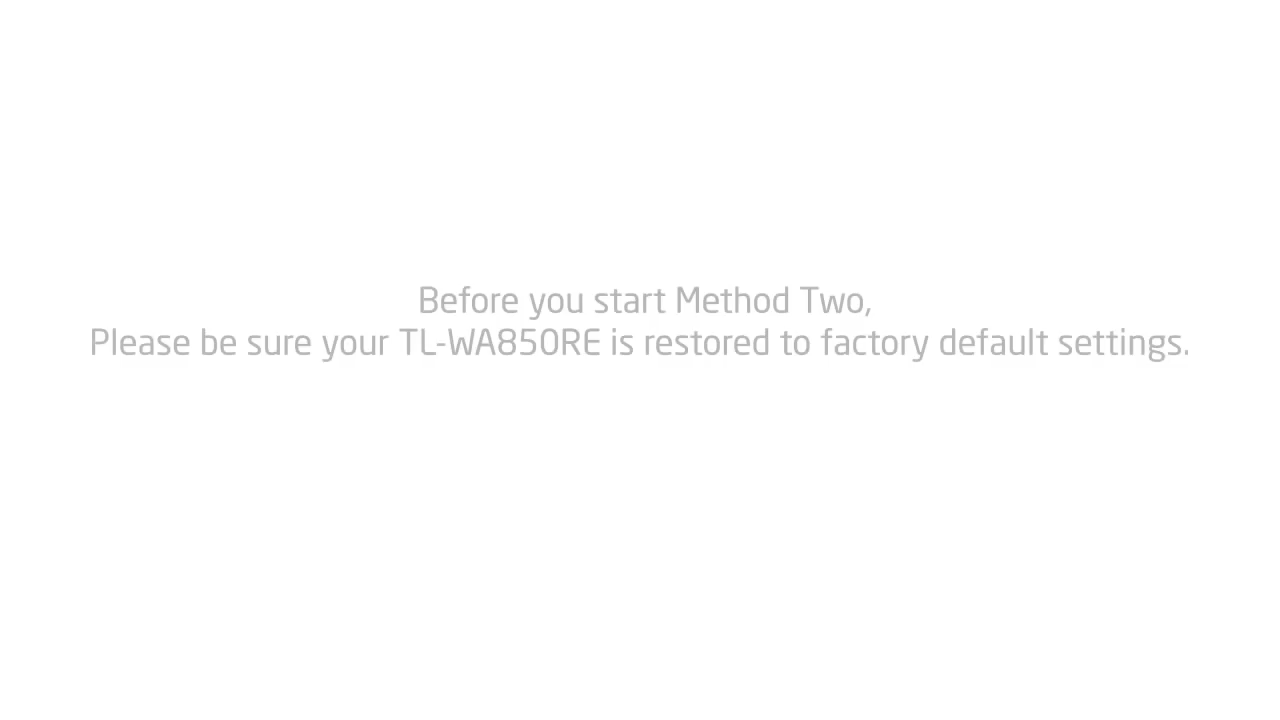 Before you start Method Two,
Please be sure your TL-WA850RE is restored to factory default settings.